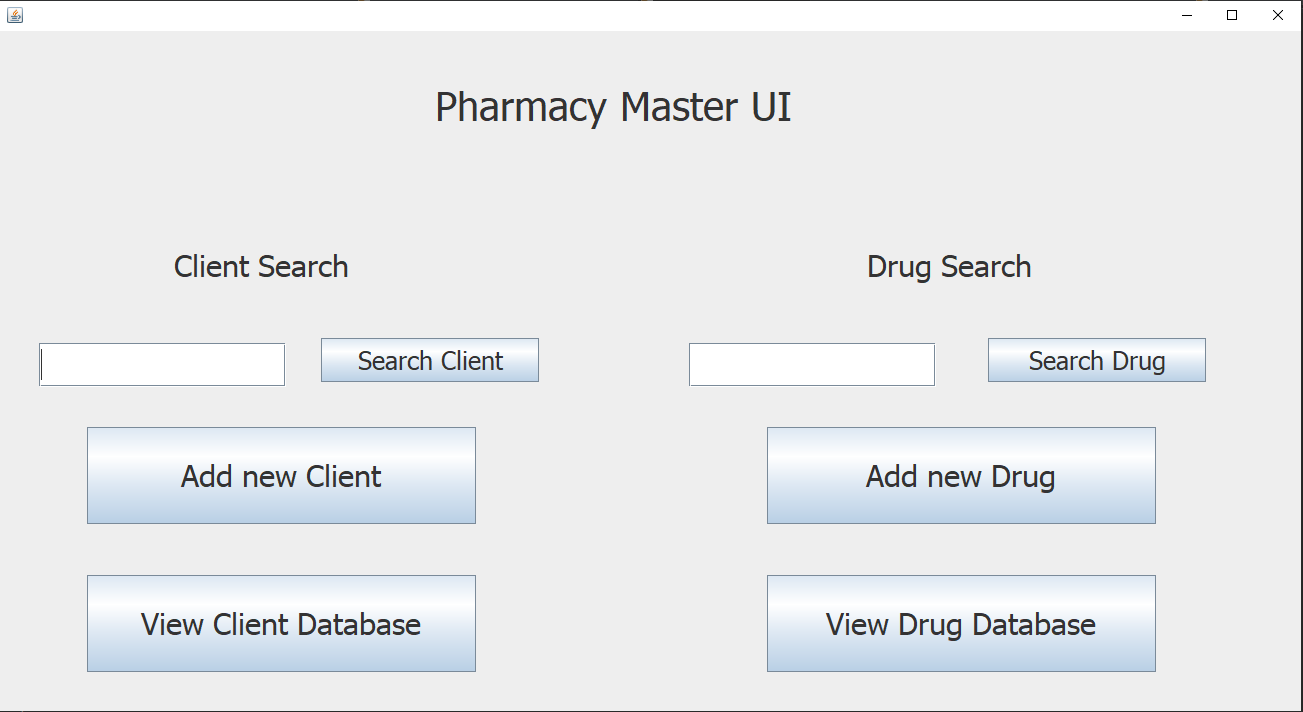 Pharmacy Master UI
Client Search
Drug Search
Search Client
Search Drug
Add new Client
Add new Drug
View Client Database
View Drug Database